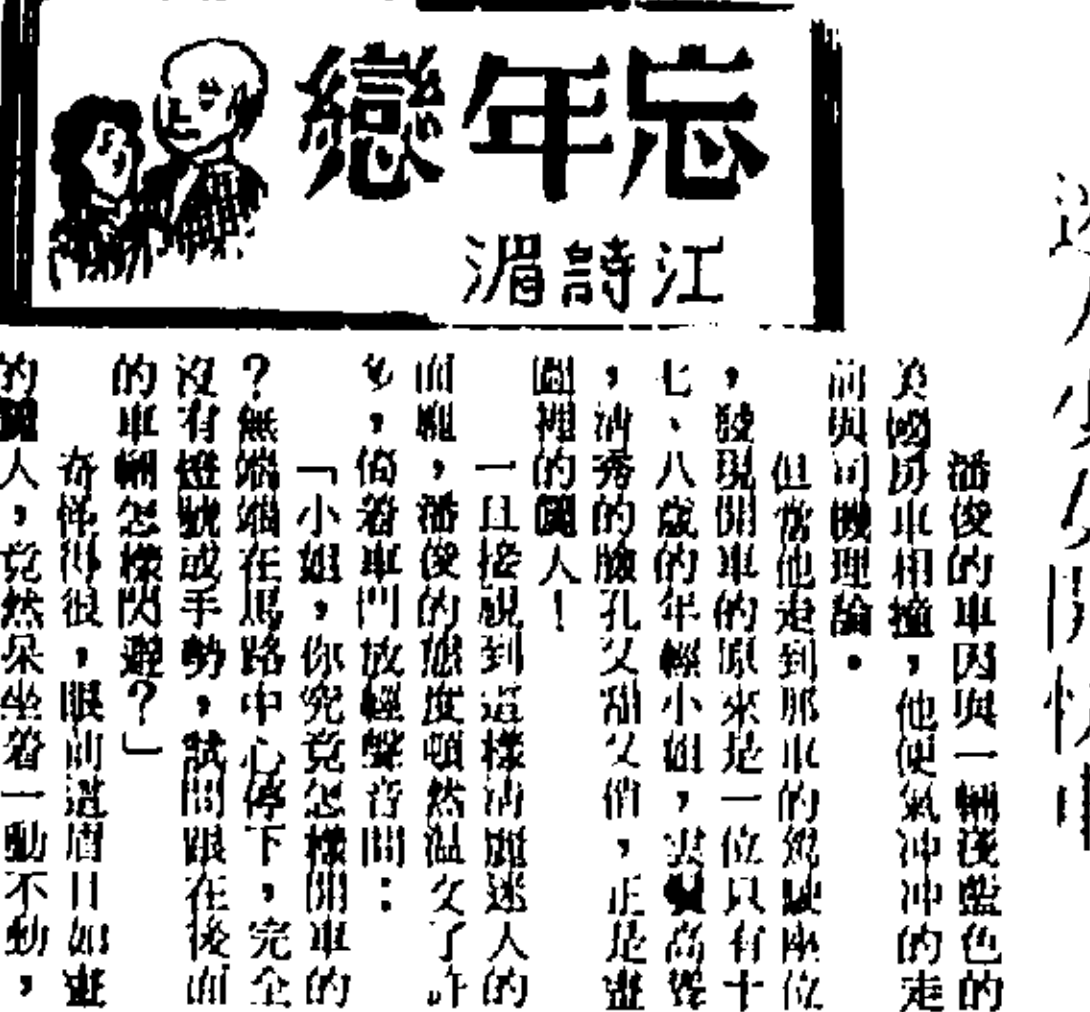 忘年戀
江詩湄
潘俊的車因與一輛淺藍色的
美國房車相撞，他便氣冲冲的走
前與司機理論。
但當他走到那車的駕駛座位
，發現開車的原來是一位只有十
七、八歲的年輕小姐，雲鬢高聳
，清秀的臉孔又甜又俏，正是畫
圖裡的麗人！
一旦接觸到這樣清麗迷人的
面龐，潘俊的態度頓然溫文了許
多，倚着車門放輕聲音問：
「小姐，你究竟怎樣開車的
？無端端在馬路中心停下，完全
沒有燈號或手勢，試問跟在後面
的車輛怎樣閃避？」
奇怪得很，眼前這眉目如畫
的麗人，竟然呆坐着一動不動，